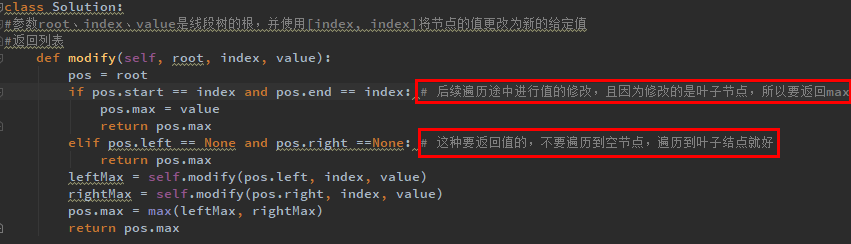 class Solution:
#参数root、index、value是线段树的根，并使用[index, index]将节点的值更改为新的给定值
#返回列表
    def modify(self, root, index, value):
        pos = root
        if pos.start == index and pos.end == index: # 后续遍历途中进行值的修改，且因为修改的是叶子节点，所以要返回max
            pos.max = value
            return pos.max
        elif pos.left == None and pos.right ==None: # 这种要返回值的，不要遍历到空节点，遍历到叶子结点就好
            return pos.max
        leftMax = self.modify(pos.left, index, value)
        rightMax = self.modify(pos.right, index, value)
        pos.max = max(leftMax, rightMax)
        return pos.max